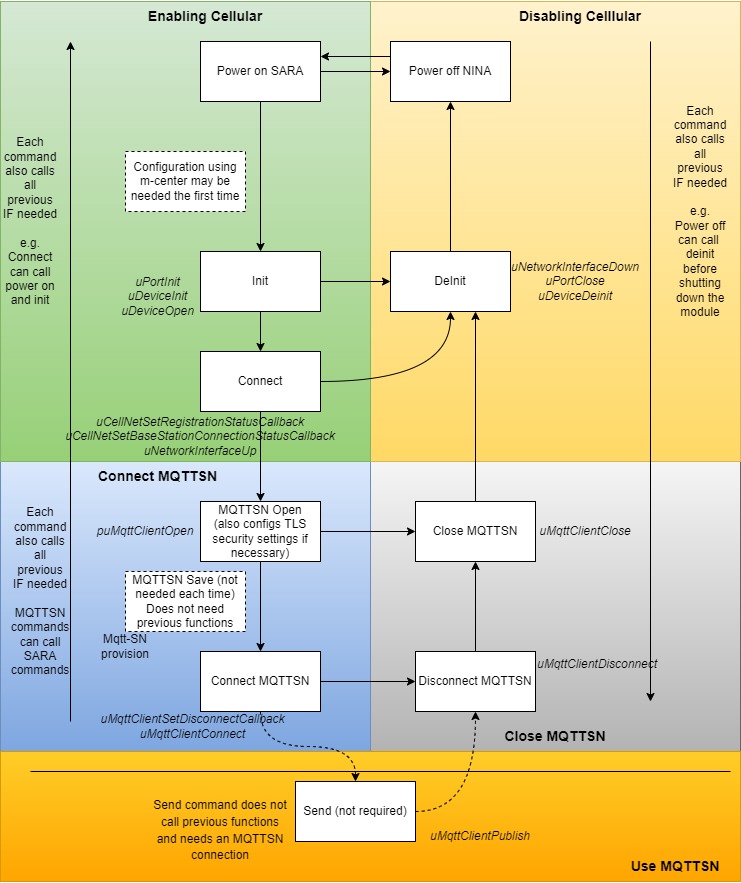 Enabling Cellular
Disabling Celllular
Power on SARA
Power off NINA
Each
command
also calls
all
previous
IF needed
e.g.
Connect
can call
power on
and init
Configuration using
m-center may be
needed the first time
Each
command
also calls
all
previous
IF needed
e.g.
Power off
can call
deinit
before
shutting
down the
module
uPortInit
uDeviceInit
uDeviceOpen
Init
DeInit
uNetworkInterfaceDown
uPortClose
uDeviceDeinit
Connect
uCellNetSetRegistrationStatusCallback
uCellNetSetBaseStationConnectionStatusCallback
uNetworkInterfaceUp
Connect MQTTSN
Each
command
also calls
all
previous
IF needed
MQTTSN
commands
can call
SARA
commands
puMqttClientOpen
MQTTSN Open
(also configs TLS
security settings if
necessary)
Close MQTTSN
uMqttClientClose
MQTTSN Save (not
needed each time)
Does not need
previous functions
Mqtt-SN
provision
Connect MQTTSN
Disconnect MQTTSN
uMqttClientDisconnect
uMqttClientSetDisconnectCallback
uMqttClientConnect
Close MQTTSN
Send command does not
call previous functions
and needs an MQTTSN
connection
Send (not required)
uMqttClientPublish
Use MQTTSN